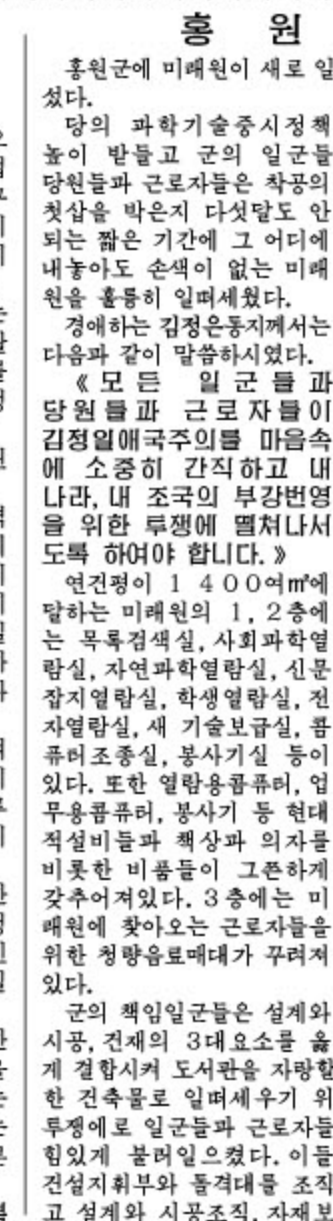 홍 원
홍원군에 미래원이 새로 일
섰다.
당의 과학기술중시정책
높이 받들고 군의 일군들
당원들과 근로자들은 착공의
첫삽을 박은지 다섯달도 안
되는 짧은 기간에 그 어디에
내놓아도 손색이 없는 미래
원을 훌륭히 일떠세웠다.
경애하는 김정은동지께서는
다음과 같이 말씀하시였다.
《모든 일군들과
당원들과 근로자들이
김정일애국주의를 마음속
에 소중히 간직하고 내
나라, 내 조국의 부강번영
을 위한 투쟁에 떨쳐나서
도록 하여야 합니다.》
연건평이 1 400여㎡에
달하는 미래원의 1, 2층에
는 목록검색실, 사회과학열
람실, 자연과학열람실, 신문
잡지열람실, 학생열람실, 전
자열람실, 새 기술보급실, 콤
퓨터조종실, 봉사기실 등이
있다. 또한 열람용콤퓨터, 업
무용콤퓨터, 봉사기 등 현대
적설비들과 책상과 의자를
비롯한 비품들이 그쯘하게
갖추어져있다. 3층에는 미
래원에 찾아오는 근로자들을
위한 청량음료매대가 꾸려져
있다.
군의 책임일군들은 설계와
시공, 건재의 3대요소를 옳
게 결합시켜 도서관을 자랑할
한 건축물로 일떠세우기 위
투쟁에로 일군들과 근로자들
힘있게 불러일으켰다. 이들
건설지휘부와 돌격대를 조직
고 설계와 시공조직, 자재보